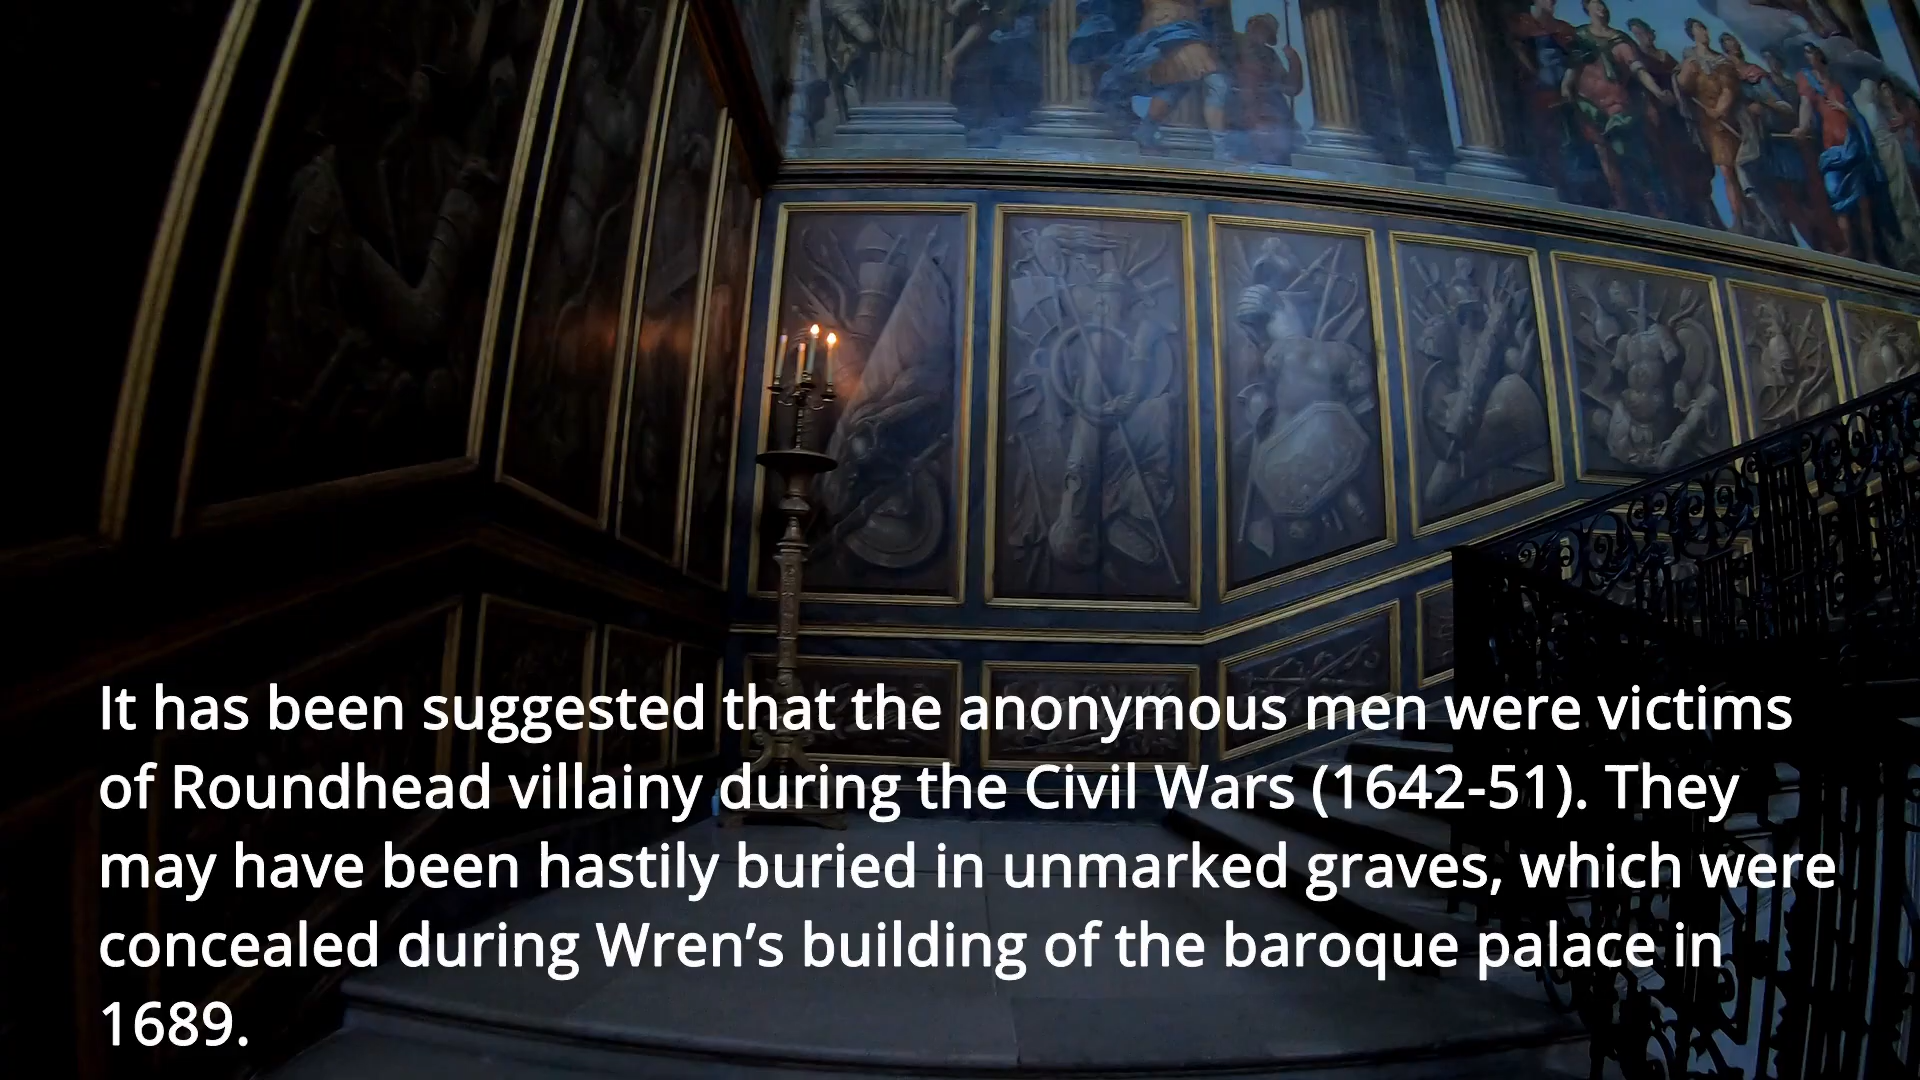 It has been suggested that the anonymous men were victims
of Roundhead villainy during the Civil Wars (1642-51). They
may have been hastily buried in unmarked graves, which were
concealed during Wren’s building of the baroque palace in
1689.